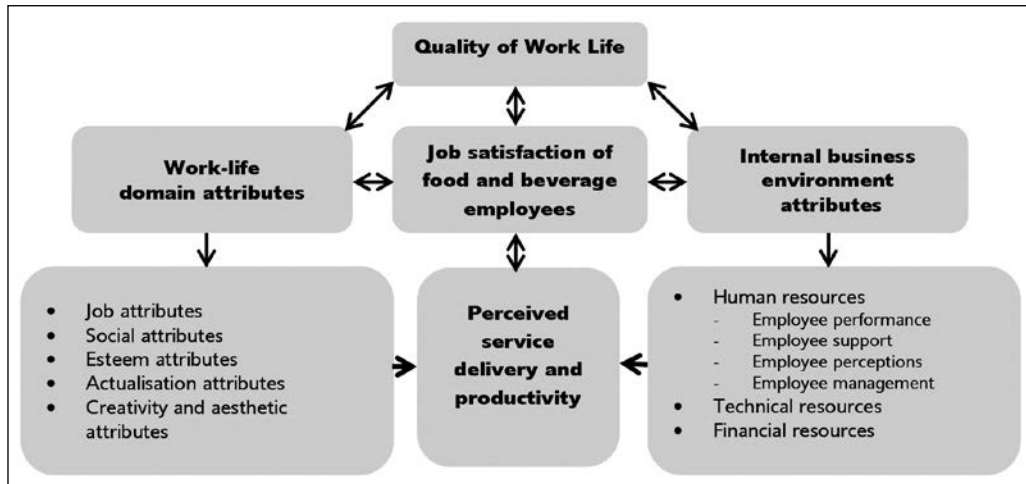 Quality of Work Life
Work-life
domain attributes
Job satisfaction of
food and beverage
employees
Internal business
environment
attributes
• Job attributes
• Social attributes
• Esteem attributes
• Actualisation attributes
• Creativity and aesthetic
attributes
Perceived
service
delivery and
productivity
• Human resources
- Employee performance
- Employee support
- Employee perceptions
- Employee management
• Technical resources
• Financial resources